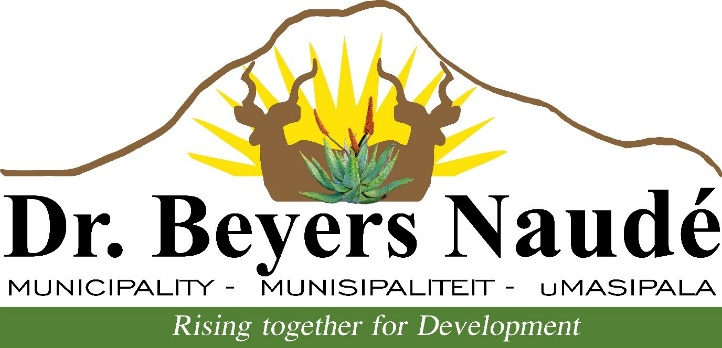 Dr. Beyers Naudé
MUNICIPALITY - MUNISIPALITEIT - uMASIPALA
Rising together for Development